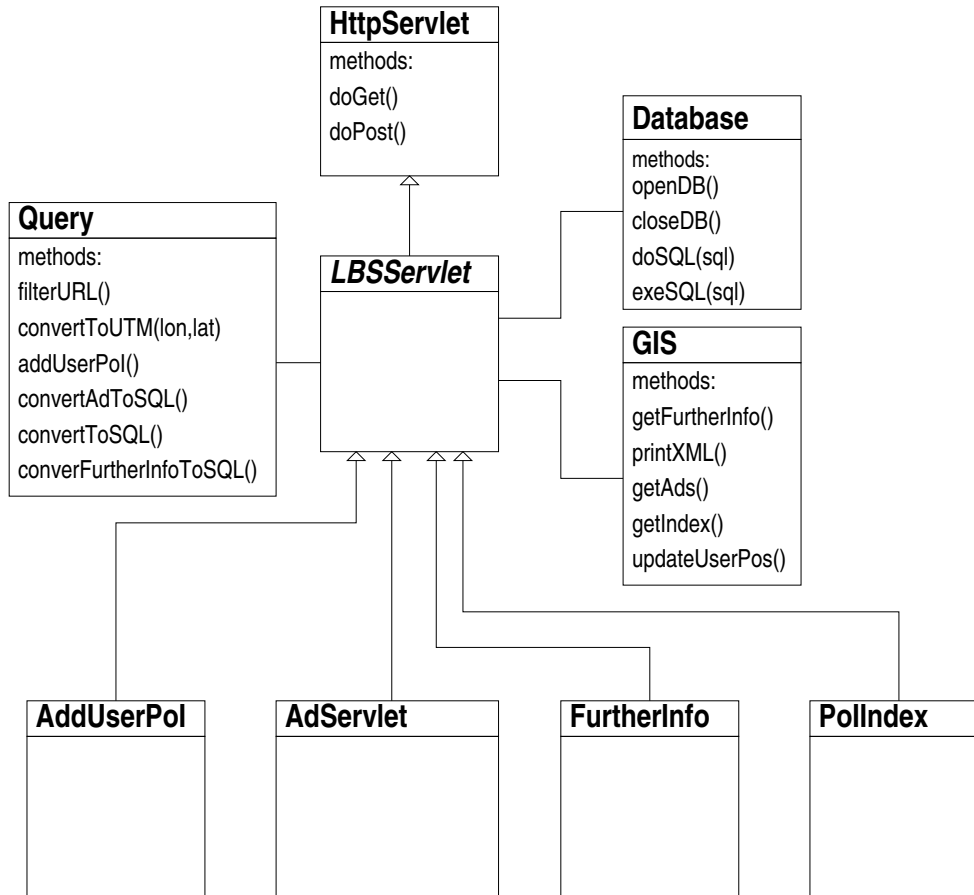 HttpServlet
methods:
doGet()
doPost()
Database
methods:
openDB()
closeDB()
doSQL(sql)
exeSQL(sql)
Query
methods:
filterURL()
convertToUTM(lon,lat)
addUserPoI()
convertAdToSQL()
convertToSQL()
converFurtherInfoToSQL()
LBSServlet
GIS
methods:
getFurtherInfo()
printXML()
getAds()
getIndex()
updateUserPos()
AddUserPoI
AdServlet
FurtherInfo
PoIIndex